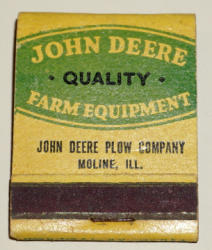 JOHN DEERE
· QUALITY ·
FARM EQUIPMENT
JOHN DEERE PLOW COMPANY
MOLINE, ILL.